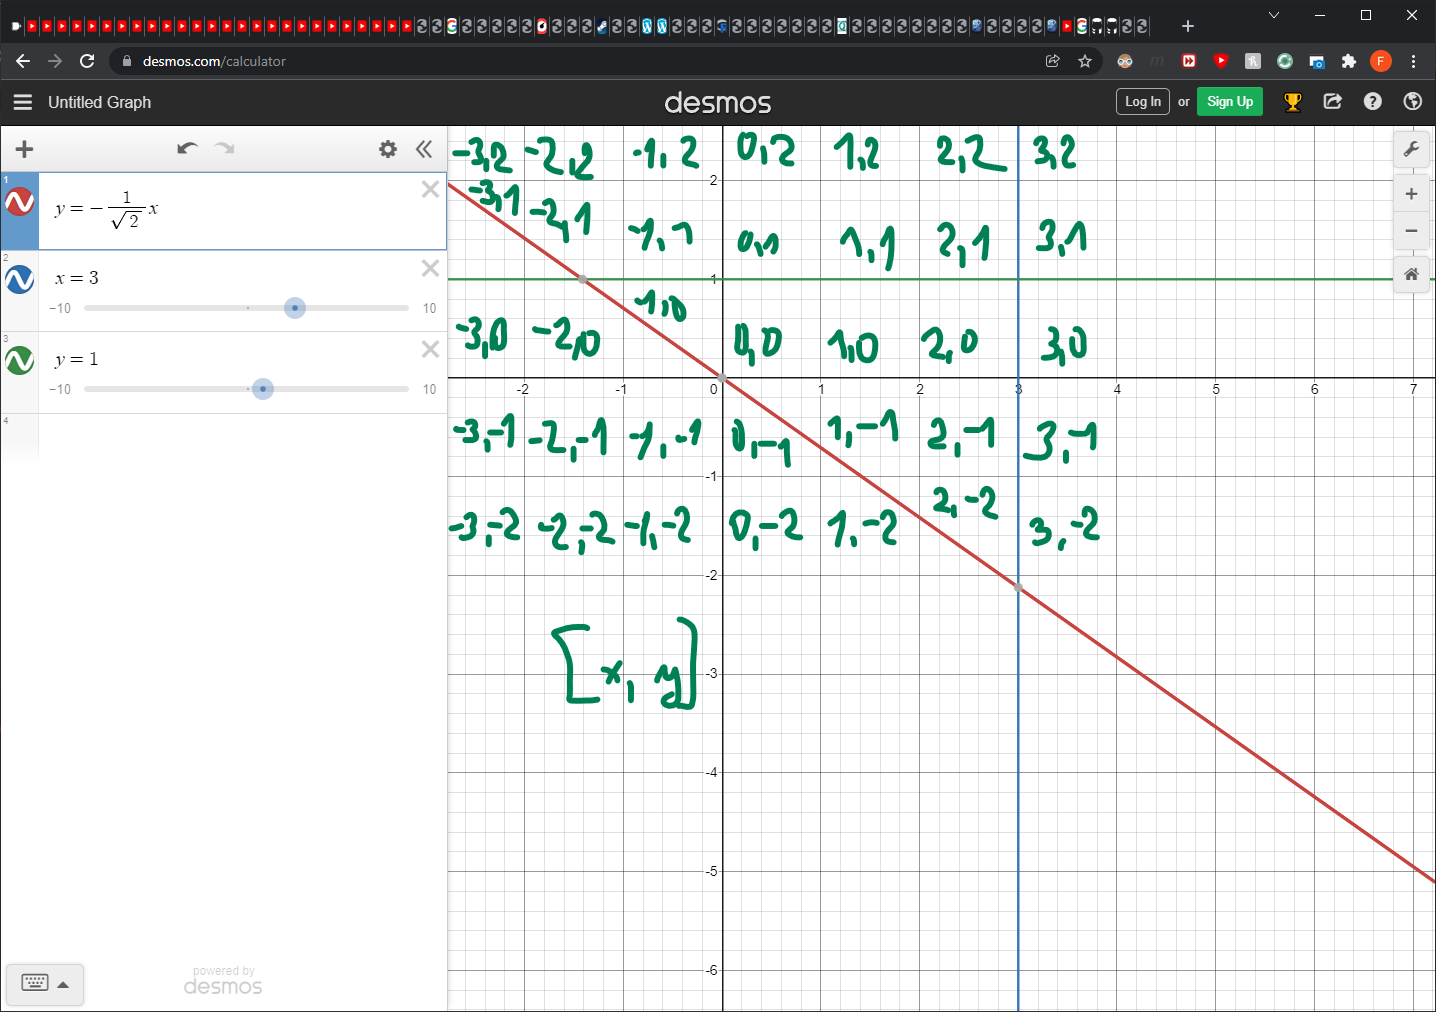 desmos.com/calculator
F
Untitled Graph
desmos
Log In
or
Sign Up
?
1
y = - 1/√2 x
2
x = 3
-10
10
3
y = 1
-10
10
4
powered by
desmos
-3,2 -2,2 -1,2 0,2 1,2 2,2 3,2
2
-3,1 -2,1 -1,1 0,1 1,1 2,1 3,1
1
-3,0 -2,0 -1,0 0,0 1,0 2,0 3,0
-2 -1 0 1 2 3 4 5 6 7
-3,-1 -2,-1 -1,-1 0,-1 1,-1 2,-1 3,-1
-1
-3,-2 -2,-2 -1,-2 0,-2 1,-2 2,-2 3,-2
-2
[x, y]
-3
-4
-5
-6